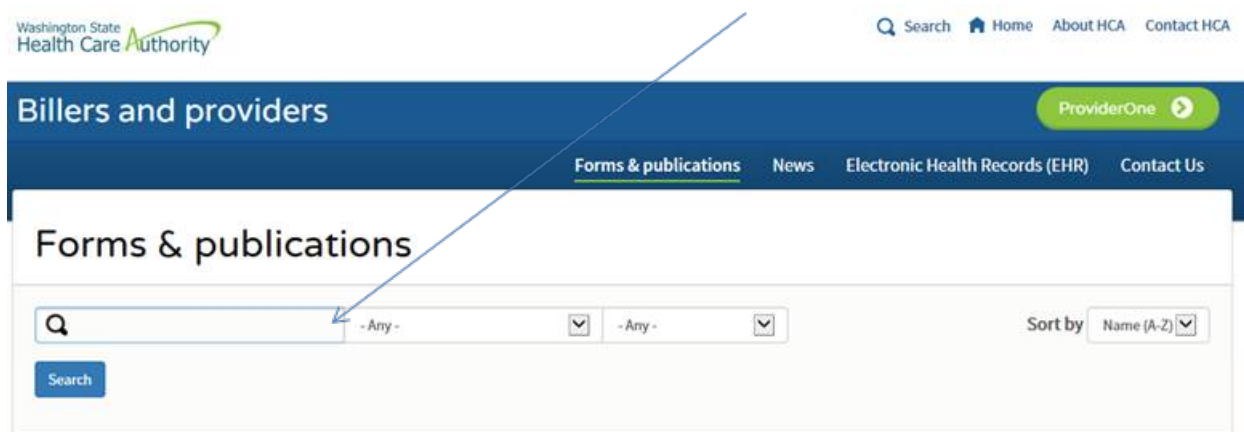 Washington State
Health Care Authority
Search Home About HCA Contact HCA
Billers and providers
ProviderOne
Forms & publications News Electronic Health Records (EHR) Contact Us
Forms & publications
- Any - - Any - Sort by Name (A-Z)
Search